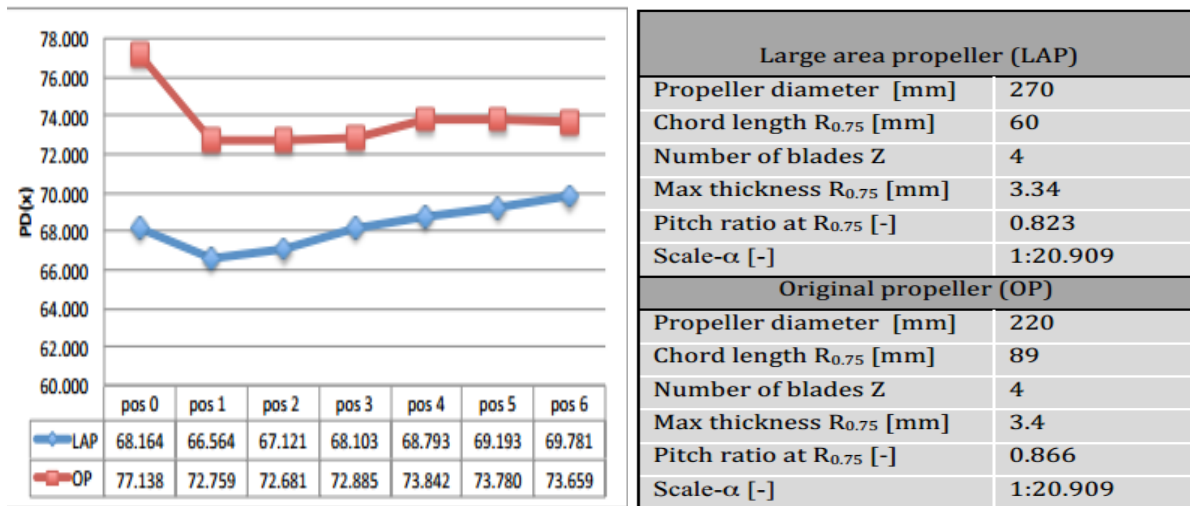 78.000
76.000
74.000
72.000
70.000
68.000
66.000
64.000
62.000
60.000
PD(x)
pos 0 pos 1 pos 2 pos 3 pos 4 pos 5 pos 6
LAP 68.164 66.564 67.121 68.103 68.793 69.193 69.781
OP 77.138 72.759 72.681 72.885 73.842 73.780 73.659
Large area propeller (LAP)
Propeller diameter [mm] 270
Chord length R0.75 [mm] 60
Number of blades Z 4
Max thickness R0.75 [mm] 3.34
Pitch ratio at R0.75 [-] 0.823
Scale-α [-] 1:20.909
Original propeller (OP)
Propeller diameter [mm] 220
Chord length R0.75 [mm] 89
Number of blades Z 4
Max thickness R0.75 [mm] 3.4
Pitch ratio at R0.75 [-] 0.866
Scale-α [-] 1:20.909